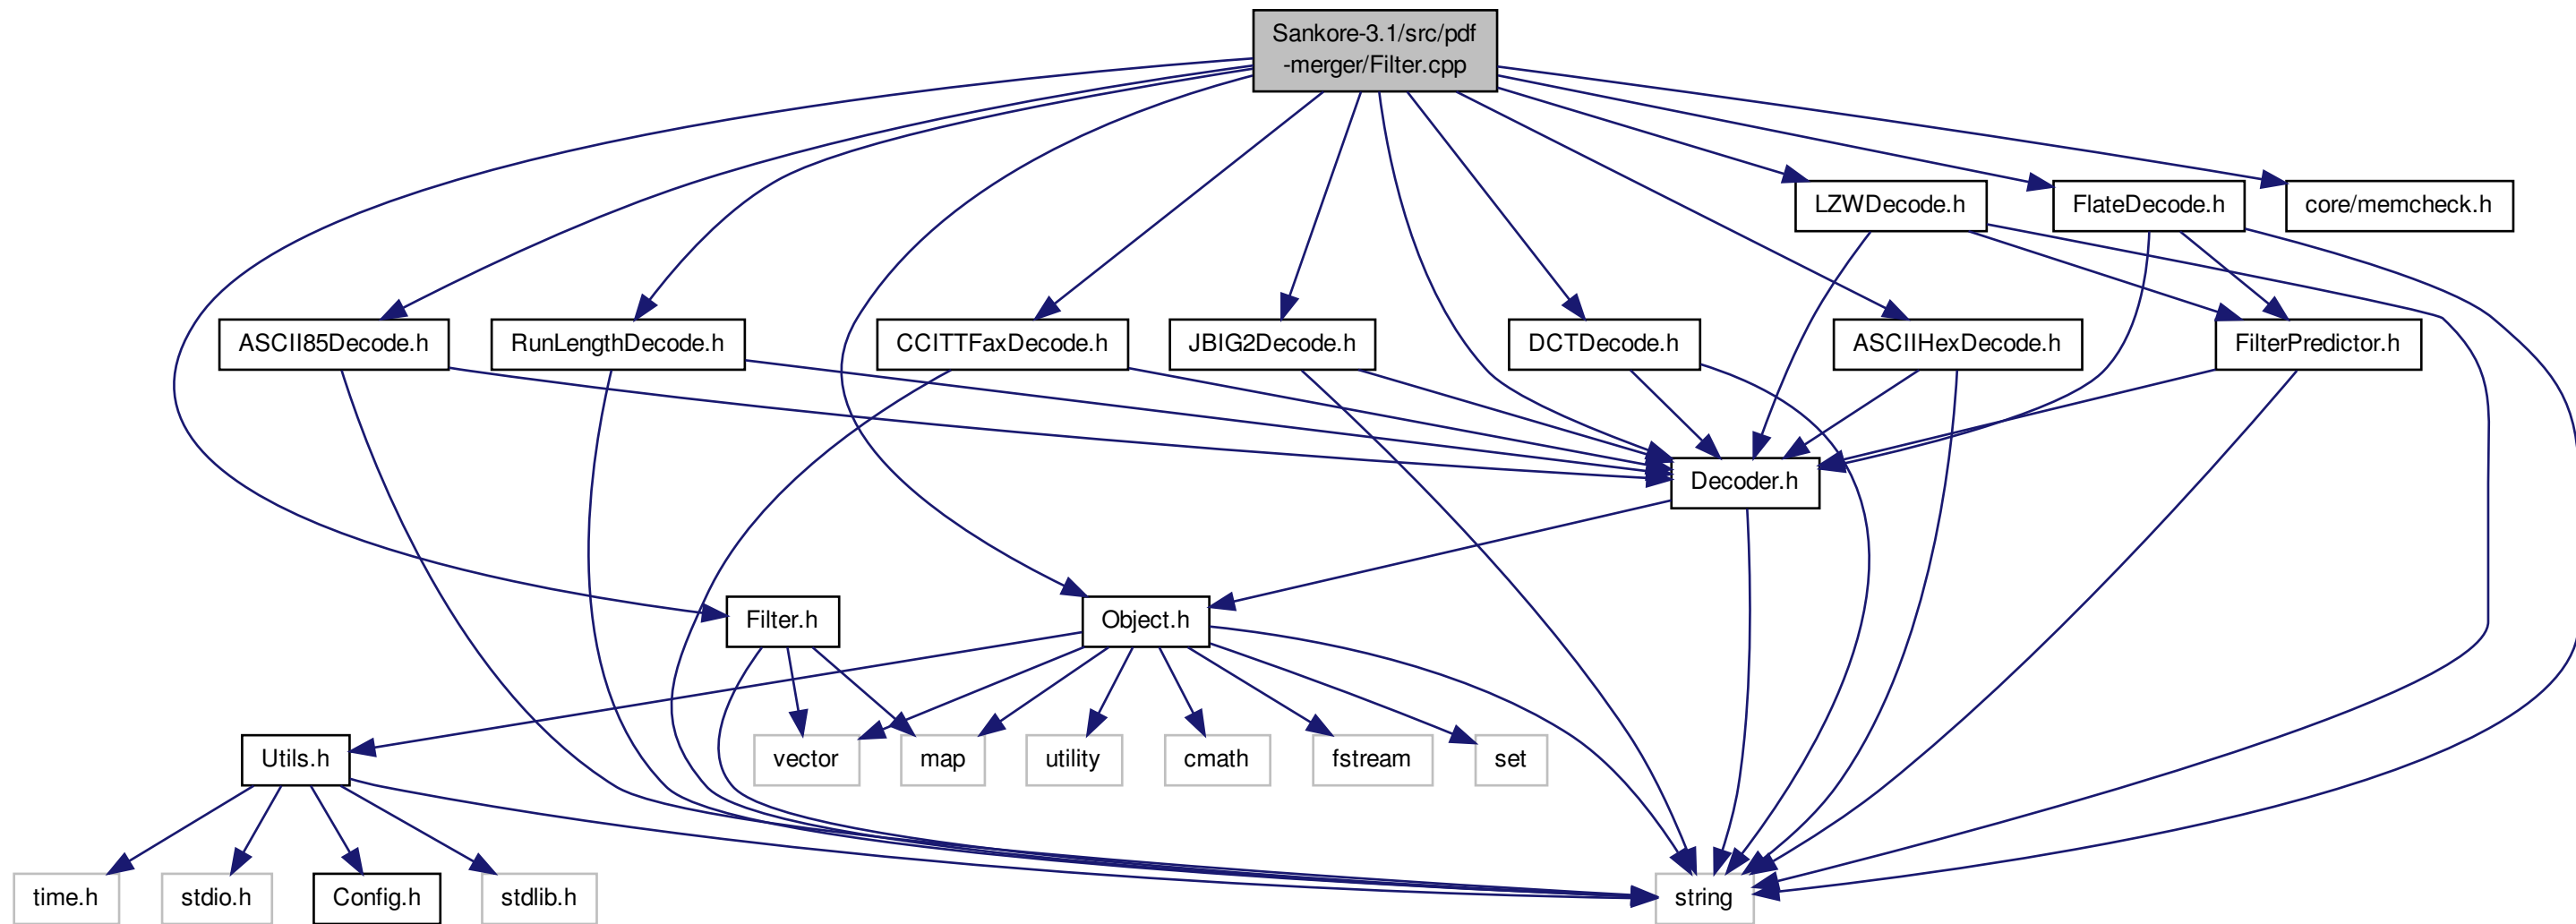 Sankore-3.1/src/pdf
-merger/Filter.cpp
LZWDecode.h
FlateDecode.h
core/memcheck.h
ASCII85Decode.h
RunLengthDecode.h
CCITTFaxDecode.h
JBIG2Decode.h
DCTDecode.h
ASCIIHexDecode.h
FilterPredictor.h
Decoder.h
Filter.h
Object.h
Utils.h
vector
map
utility
cmath
fstream
set
time.h
stdio.h
Config.h
stdlib.h
string